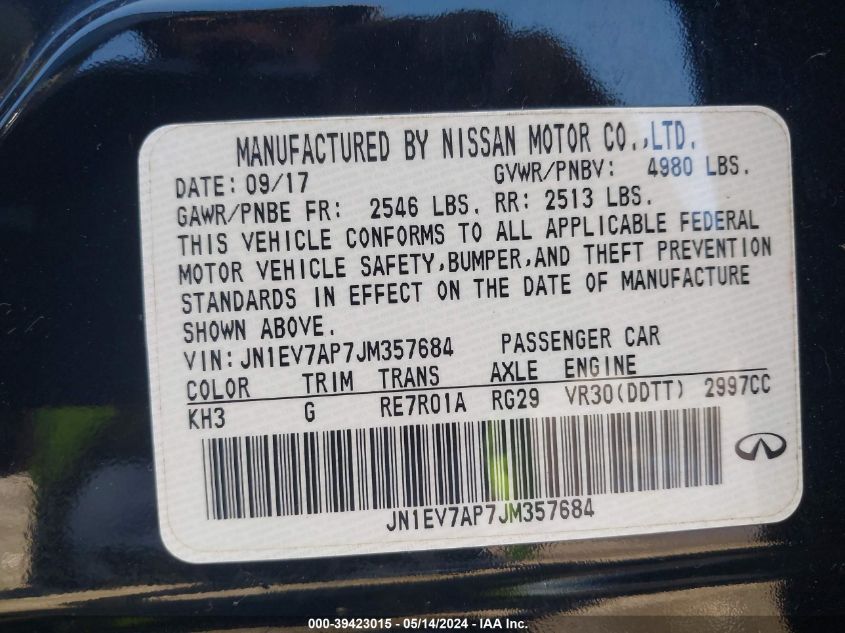 MANUFACTURED BY NISSAN MOTOR CO.,LTD.
DATE: 09/17 GVWR/PNBV: 4980 LBS.
GAWR/PNBE FR: 2546 LBS. RR: 2513 LBS.
THIS VEHICLE CONFORMS TO ALL APPLICABLE FEDERAL
MOTOR VEHICLE SAFETY,BUMPER,AND THEFT PREVENTION
STANDARDS IN EFFECT ON THE DATE OF MANUFACTURE
SHOWN ABOVE.
VIN:JN1EV7AP7JM357684 PASSENGER CAR
COLOR TRIM TRANS AXLE ENGINE
KH3 G RE7R01A RG29 VR30(DDTT) 2997CC
JN1EV7AP7JM357684
000-39423015 - 05/14/2024 - IAA Inc.